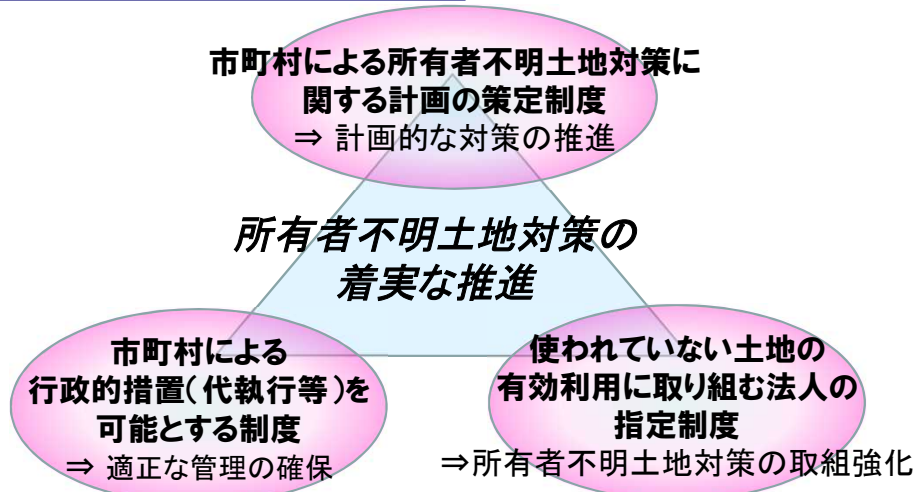 市町村による所有者不明土地対策に
関する計画の策定制度
⇒ 計画的な対策の推進
所有者不明土地対策の
着実な推進
市町村による
行政的措置(代執行等)を
可能とする制度
⇒ 適正な管理の確保
使われていない土地の
有効利用に取り組む法人の
指定制度
⇒所有者不明土地対策の取組強化